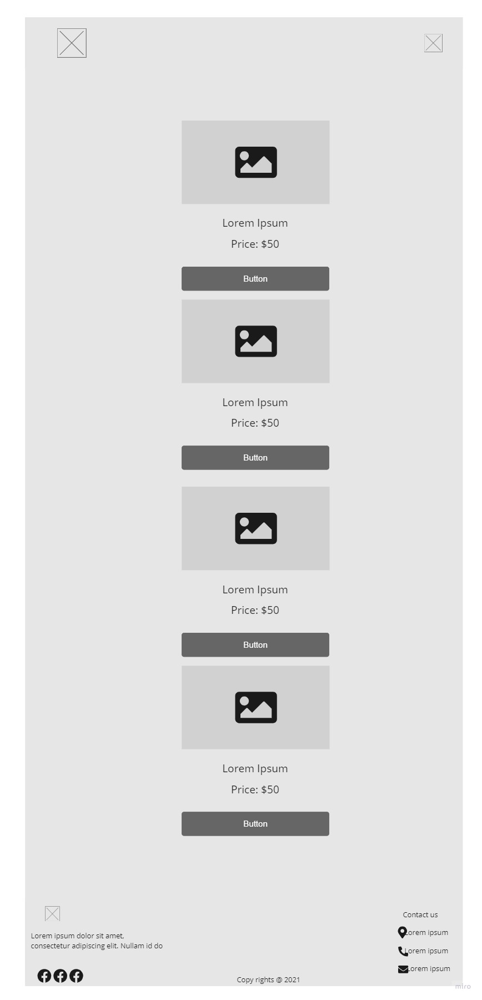 Lorem Ipsum
Price: $50
Button
Lorem Ipsum
Price: $50
Button
Lorem Ipsum
Price: $50
Button
Lorem Ipsum
Price: $50
Button
Lorem ipsum dolor sit amet,
consectetur adipiscing elit. Nullam id do
Copy rights @ 2021
Contact us
Lorem ipsum
Lorem ipsum
Lorem ipsum
miro